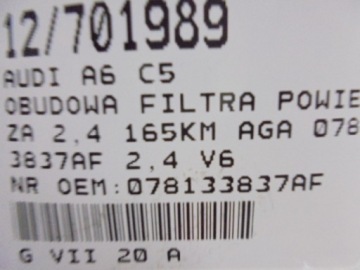 12/701989
AUDI A6 C5
OBUDOWA FILTRA POWIE
ZA 2,4 165KM AGA 078
3837AF 2,4 V6
NR OEM:078133837AF
G VII 20 A